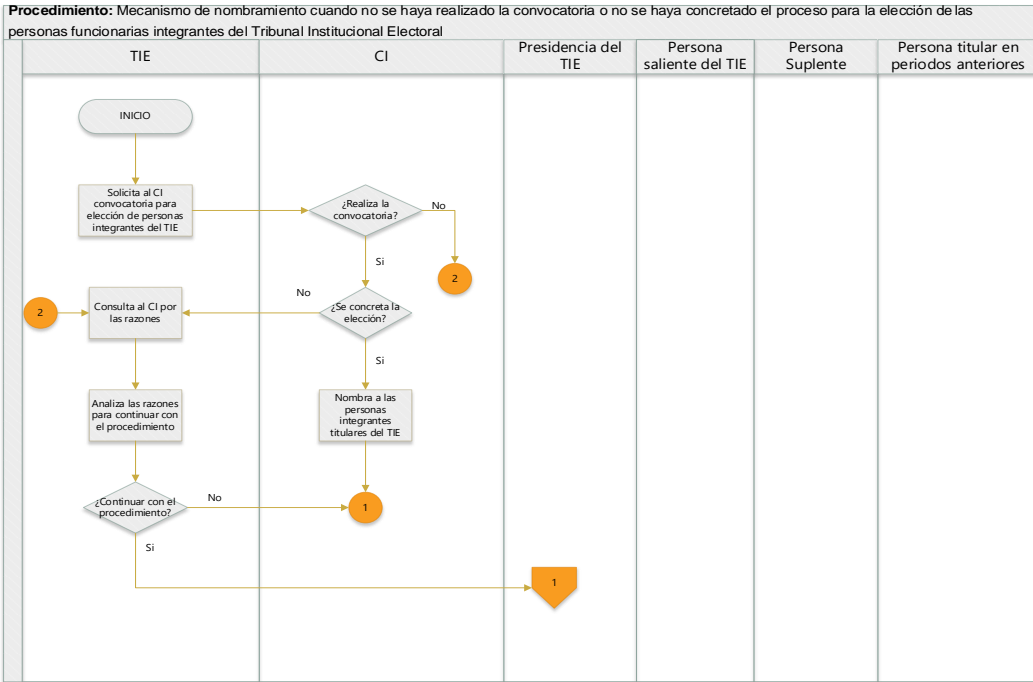 Procedimiento: Mecanismo de nombramiento cuando no se haya realizado la convocatoria o no se haya concretado el proceso para la elección de las
personas funcionarias integrantes del Tribunal Institucional Electoral
TIE
CI
Presidencia del
TIE
Persona
saliente del TIE
Persona
Suplente
Persona titular en
periodos anteriores
INICIO
Solicita al CI
convocatoria para
elección de personas
integrantes del TIE
¿Realiza la
convocatoria?
No
Si
2
2
Consulta al CI por
las razones
No
¿Se concreta la
elección?
Si
Analiza las razones
para continuar con
el procedimiento
Nombra a las
personas
integrantes
titulares del TIE
¿Continuar con el
procedimiento?
No
1
Si
1